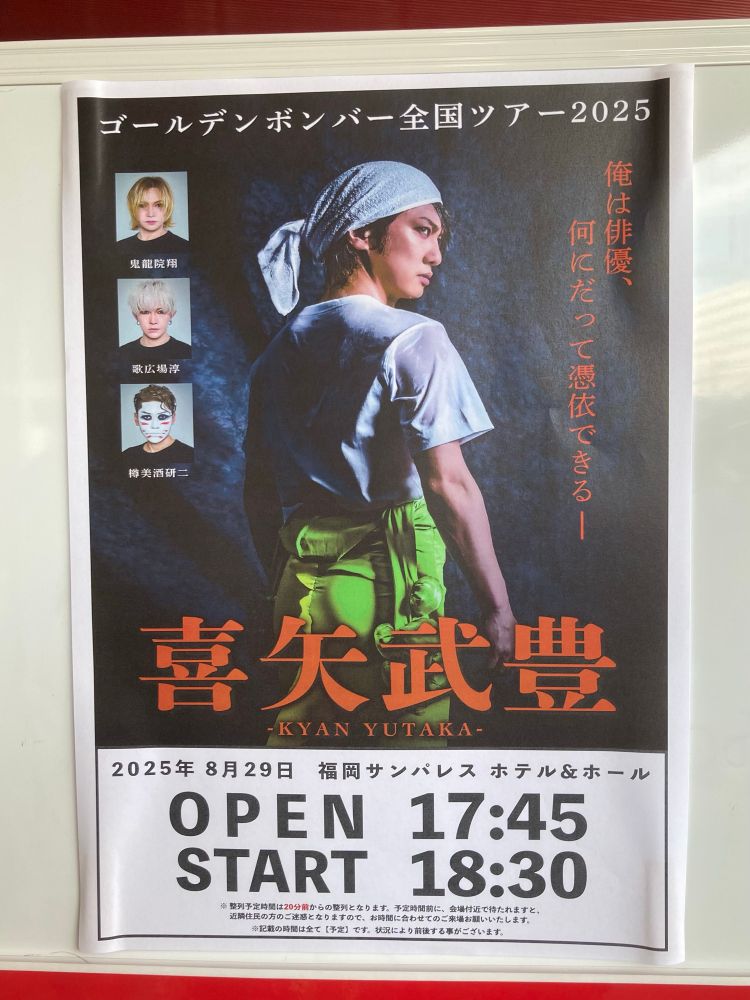 ゴールデンボンバー全国ツアー2025
俺は俳優、
何にだって憑依できる―
鬼龍院翔
歌広場淳
樽美酒研二
喜矢武豊
-KYAN YUTAKA-
2025年 8月29日 福岡サンパレス ホテル&ホール
OPEN 17:45
START 18:30
※ 整列予定時間は20分前からの整列となります。予定時間前に、会場付近で待たれますと、
近隣住民の方のご迷惑となりますので、お時間に合わせてのご来場お願いいたします。
※記載の時間は全て【予定】です。状況により前後する事がございます。